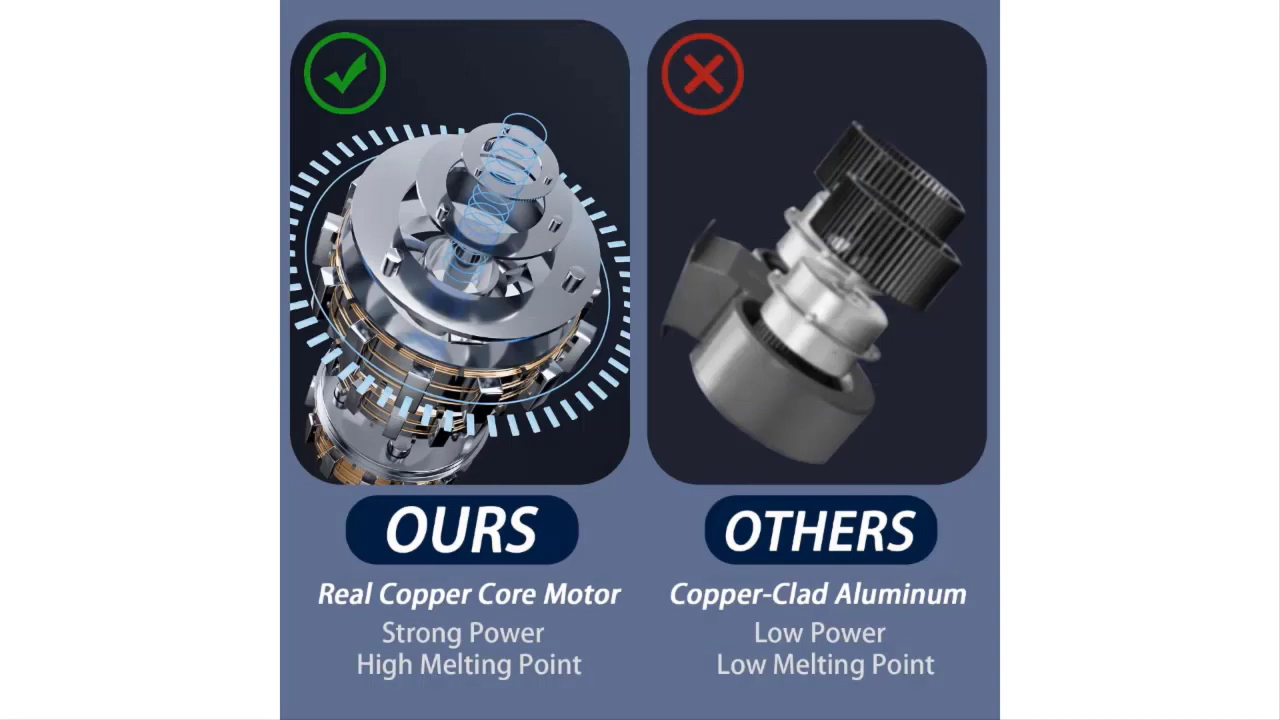 OURS
Real Copper Core Motor
Strong Power
High Melting Point
OTHERS
Copper-Clad Aluminum
Low Power
Low Melting Point